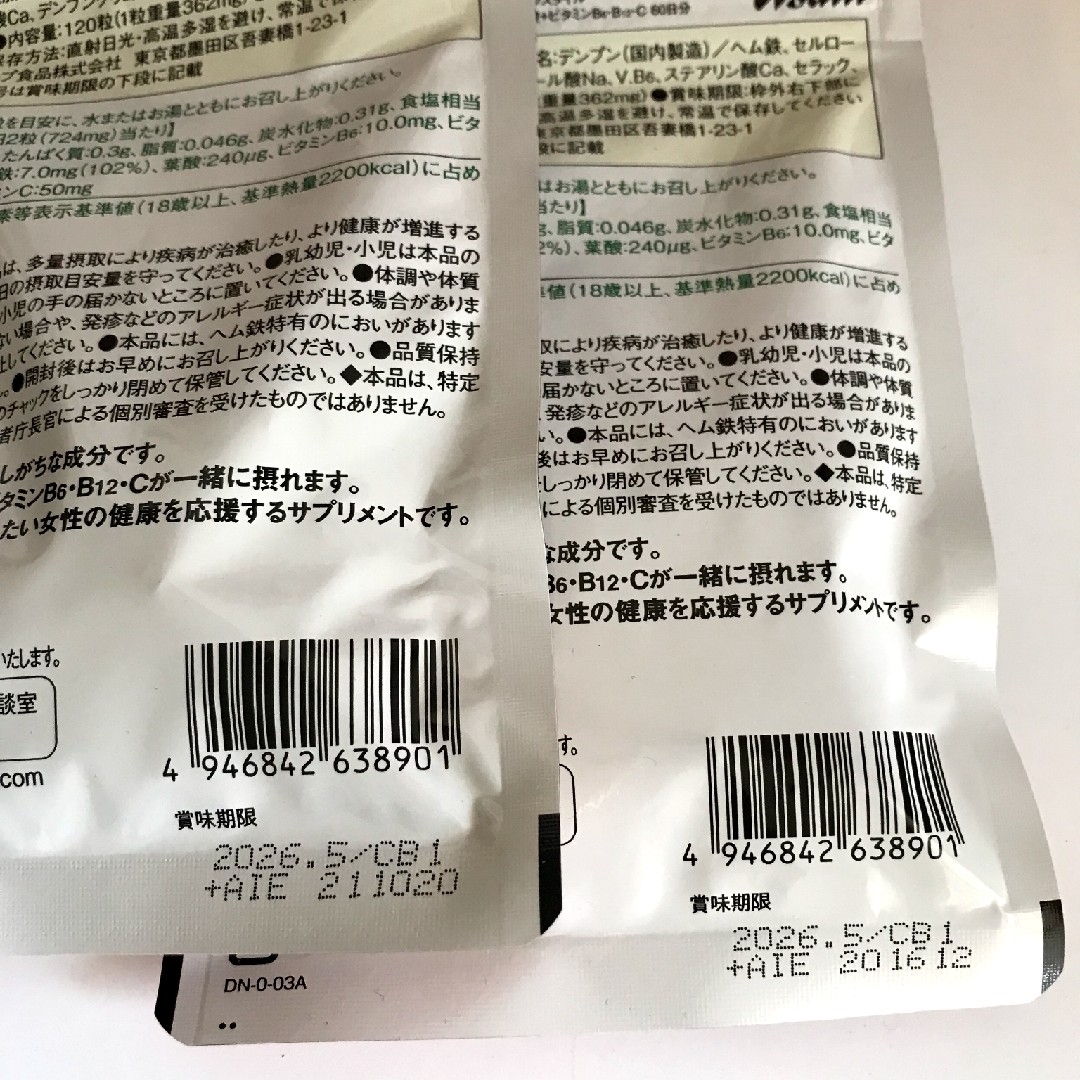 酸Ca、デンプン
●内容量:120粒(1粒重量362mg)
保存方法:直射日光・高温多湿を避け、常温で保存
プ食品株式会社 東京都墨田区吾妻橋1-23-1
号は賞味期限の下段に記載
を目安に、水またはお湯とともにお召し上がりください。
2粒(724mg)当たり】
たんぱく質:0.3g、脂質:0.046g、炭水化物:0.31g、食塩相当
鉄:7.0mg(102%)、葉酸:240μg、ビタミンB6:10.0mg、ビタ
ンC:50mg
素等表示基準値(18歳以上、基準熱量2200kcal)に占め
は、多量摂取により疾病が治癒したり、より健康が増進する
日の摂取目安量を守ってください。●乳幼児・小児は本品の
小児の手の届かないところに置いてください。●体調や体質
ない場合や、発疹などのアレルギー症状が出る場合がありま
止してください。●本品には、ヘム鉄特有のにおいがあります
●開封後はお早めにお召し上がりください。●品質保持
のチャックをしっかり閉めて保管してください。◆本品は、特定
者庁長官による個別審査を受けたものではありません。
しがちな成分です。
タミンB6・B12・Cが一緒に摂れます。
たい女性の健康を応援するサプリメントです。
いたします。
談室
com
4 946842 638901
賞味期限
2026.5/CB1
+AIE 211020
ビタミンB6・B12・C 60日分
名:デンプン(国内製造)/ヘム鉄、セルロー
ール酸Na、V.B6、ステアリン酸Ca、セラック、
重量362mg)●賞味期限:枠外右下部に
高温多湿を避け、常温で保存してください
東京都墨田区吾妻橋1-23-1
段に記載
はお湯とともにお召し上がりください。
当たり】
g、脂質:0.046g、炭水化物:0.31g、食塩相当
2%)、葉酸:240μg、ビタミンB6:10.0mg、ビタ
準値(18歳以上、基準熱量2200kcal)に占め
取により疾病が治癒したり、より健康が増進する
安量を守ってください。●乳幼児・小児は本品の
届かないところに置いてください。●体調や体質
、発疹などのアレルギー症状が出る場合がありま
い。●本品には、ヘム鉄特有のにおいがあります
後はお早めにお召し上がりください。●品質保持
しっかり閉めて保管してください。◆本品は、特定
による個別審査を受けたものではありません。
な成分です。
B6・B12・Cが一緒に摂れます。
女性の健康を応援するサプリメントです。
す。
4 946842 638901
賞味期限
2026.5/CB1
+AIE 201612
DN-0-03A